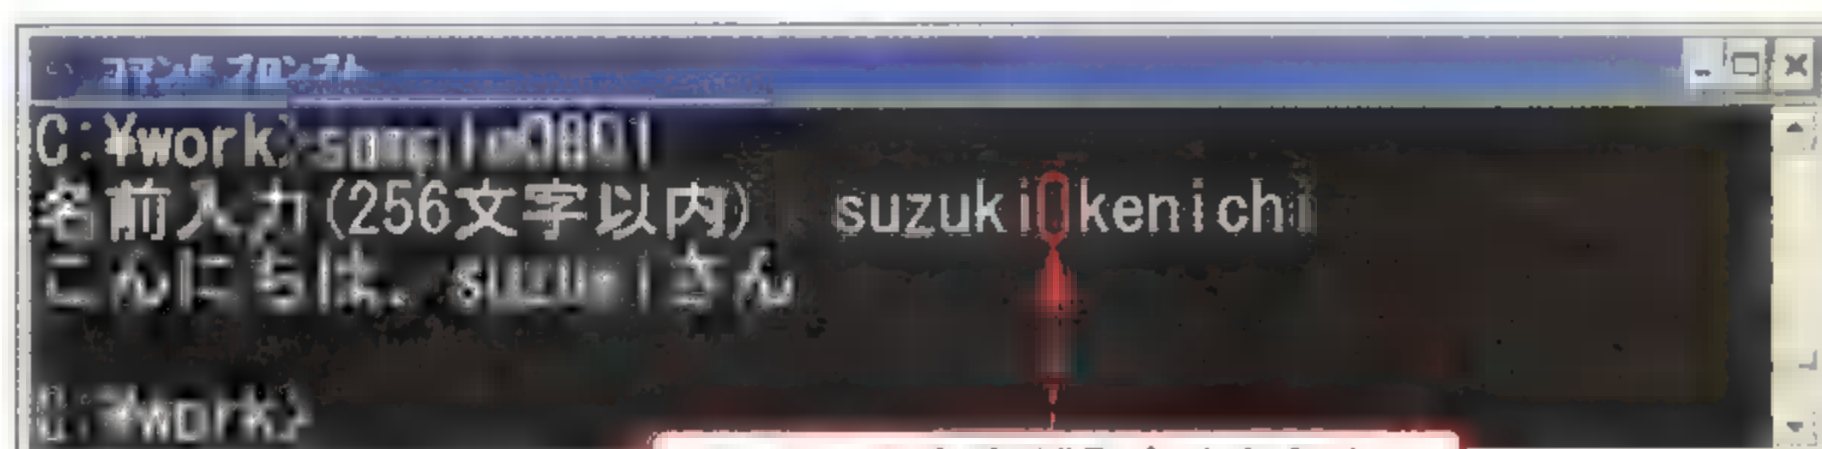 コマンド プロンプト
C:¥work>sample0801
名前入力(256文字以内) suzuki kenichi
こんにちは。suzukiさん
C:¥work>